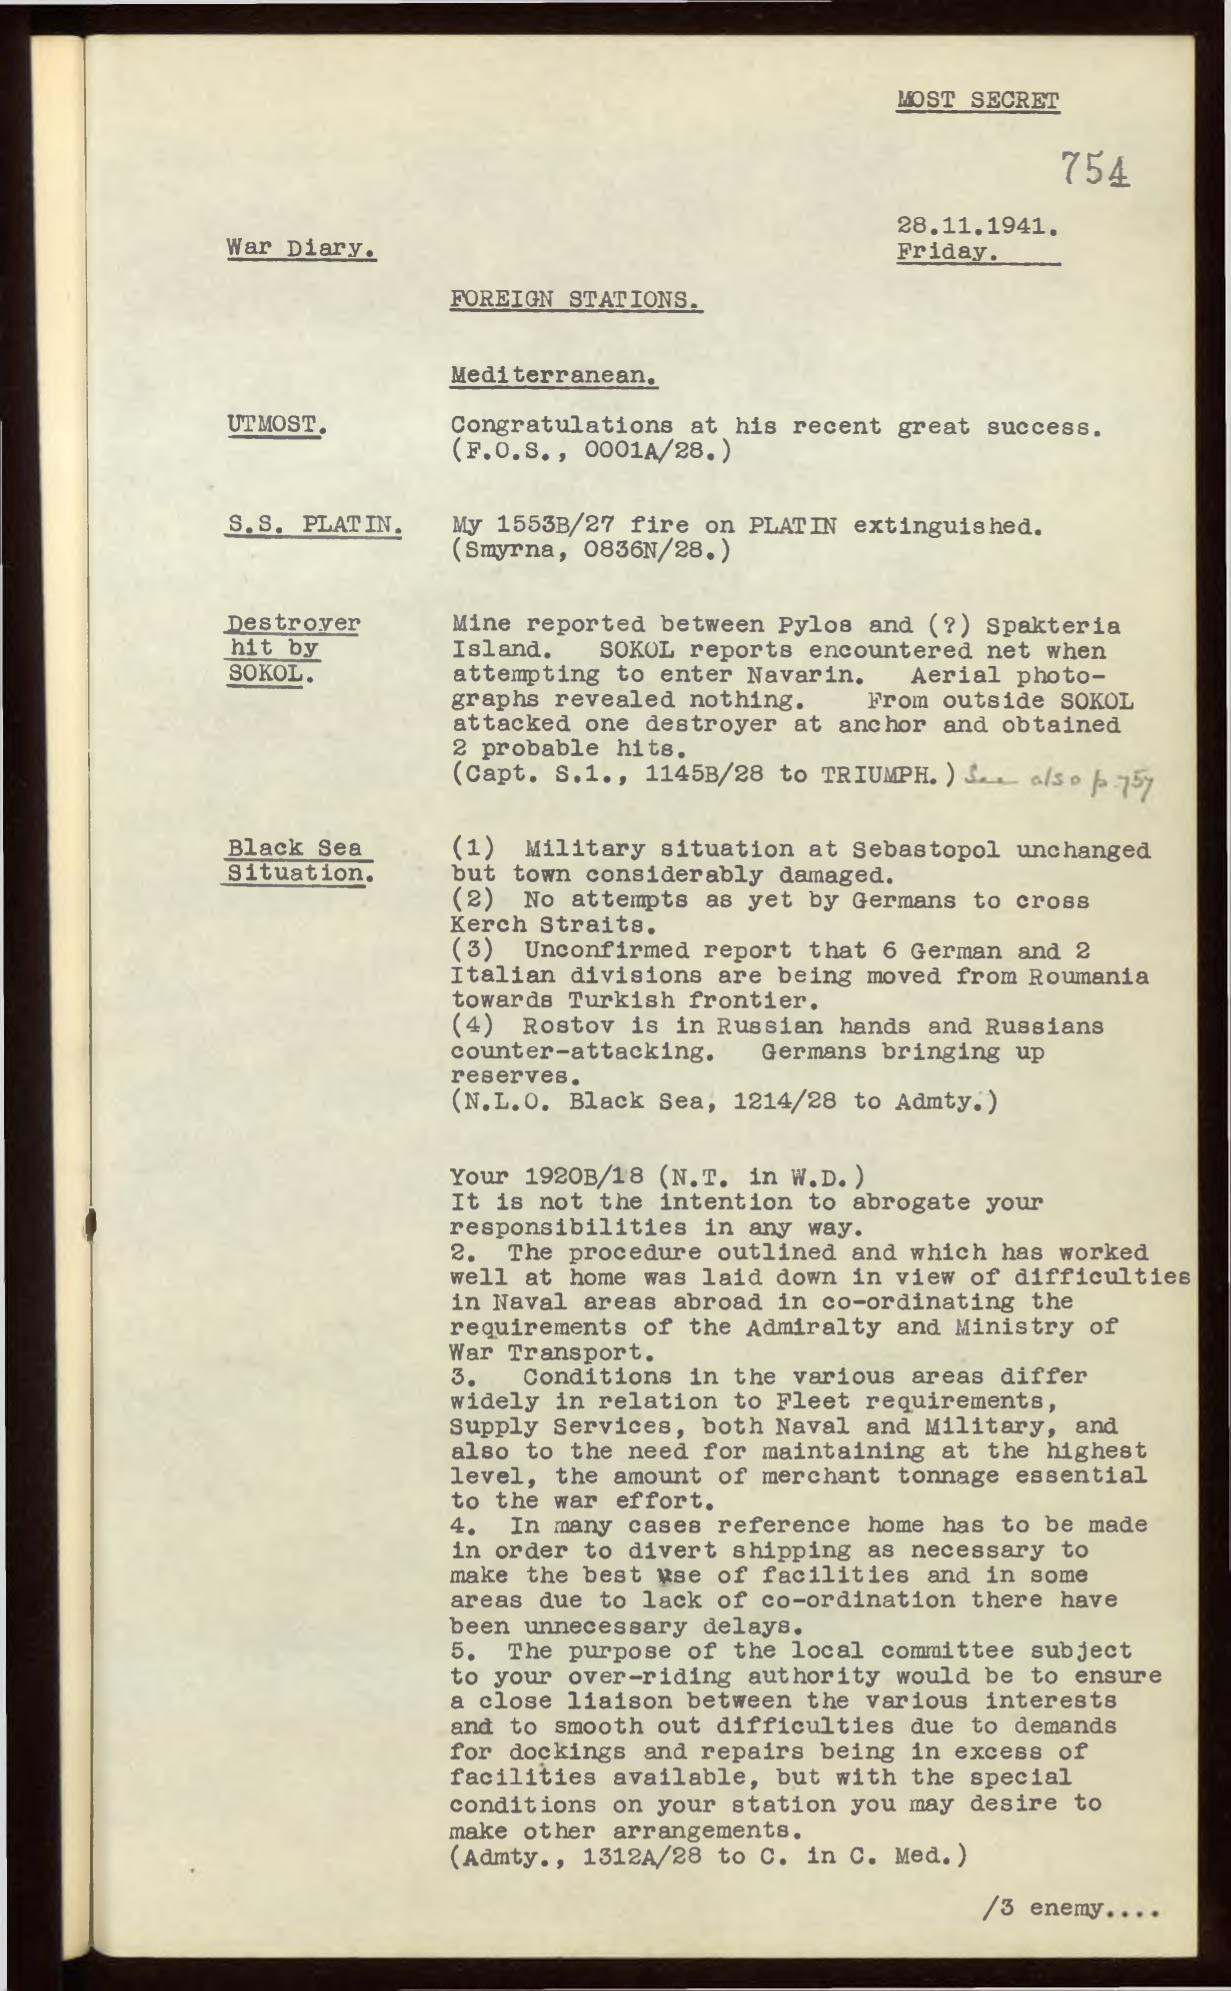 MOST SECRET
754
28.11.1941.
War Diary.
Friday.
FOREIGN STATIONS.
Mediterranean.
UTMOST.
Congratulations at his recent great success.
(F.O.S., 0001A/28.)
S.S. PLATIN.
My 1553B/27 fire on PLATIN extinguished.
(Smyrna, 0836N/28.)
Destroyer
hit by
SOKOL.
Mine reported between Pylos and (?) Spakteria
Island. SOKOL reports encountered net when
attempting to enter Navarin. Aerial photo-
graphs revealed nothing. From outside SOKOL
attacked one destroyer at anchor and obtained
2 probable hits.
(Capt. S.1., 1145B/28 to TRIUMPH.) See also p.757
Black Sea
Situation.
(1) Military situation at Sebastopol unchanged
but town considerably damaged.
(2) No attempts as yet by Germans to cross
Kerch Straits.
(3) Unconfirmed report that 6 German and 2
Italian divisions are being moved from Roumania
towards Turkish frontier.
(4) Rostov is in Russian hands and Russians
counter-attacking. Germans bringing up
reserves.
(N.L.O. Black Sea, 1214/28 to Admty.)
Your 1920B/18 (N.T. in W.D.)
It is not the intention to abrogate your
responsibilities in any way.
2. The procedure outlined and which has worked
well at home was laid down in view of difficulties
in Naval areas abroad in co-ordinating the
requirements of the Admiralty and Ministry of
War Transport.
3. Conditions in the various areas differ
widely in relation to Fleet requirements,
Supply Services, both Naval and Military, and
also to the need for maintaining at the highest
level, the amount of merchant tonnage essential
to the war effort.
4. In many cases reference home has to be made
in order to divert shipping as necessary to
make the best use of facilities and in some
areas due to lack of co-ordination there have
been unnecessary delays.
5. The purpose of the local committee subject
to your over-riding authority would be to ensure
a close liaison between the various interests
and to smooth out difficulties due to demands
for dockings and repairs being in excess of
facilities available, but with the special
conditions on your station you may desire to
make other arrangements.
(Admty., 1312A/28 to C. in C. Med.)
/3 enemy....